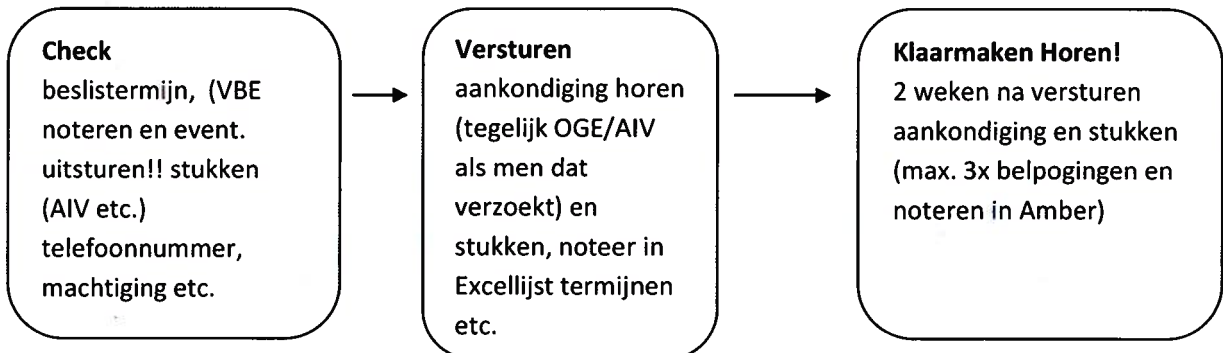 Check
beslistermijn, (VBE
noteren en event.
uitsturen!! stukken
(AIV etc.)
telefoonnummer,
machtiging etc.
Versturen
aankondiging horen
(tegelijk OGE/AIV
als men dat
verzoekt) en
stukken, noteer in
Excellijst termijnen
etc.
Klaarmaken Horen!
2 weken na versturen
aankondiging en stukken
(max. 3x belpogingen en
noteren in Amber)